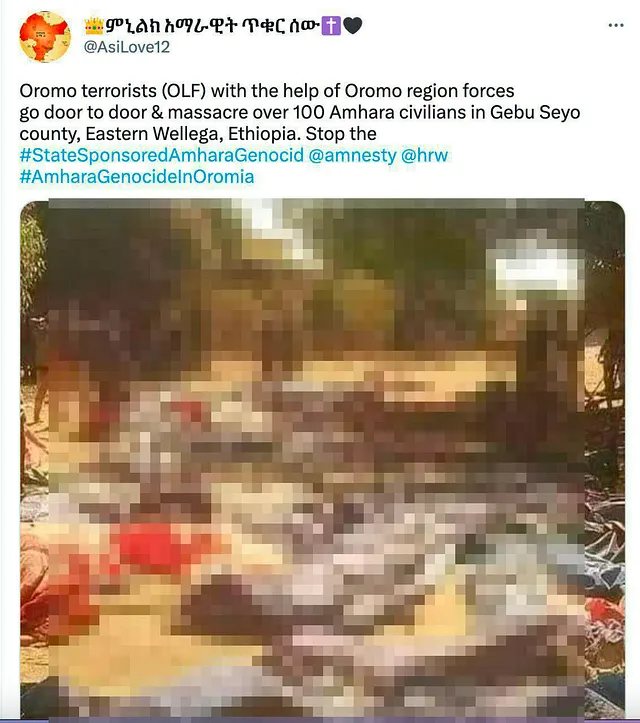 👑ምኒልክ አማራዊት ጥቁር ሰው✝️🖤
@AsiLove12
Oromo terrorists (OLF) with the help of Oromo region forces
go door to door & massacre over 100 Amhara civilians in Gebu Seyo
county, Eastern Wellega, Ethiopia. Stop the
#StateSponsoredAmharaGenocid @amnesty @hrw
#AmharaGenocideInOromia